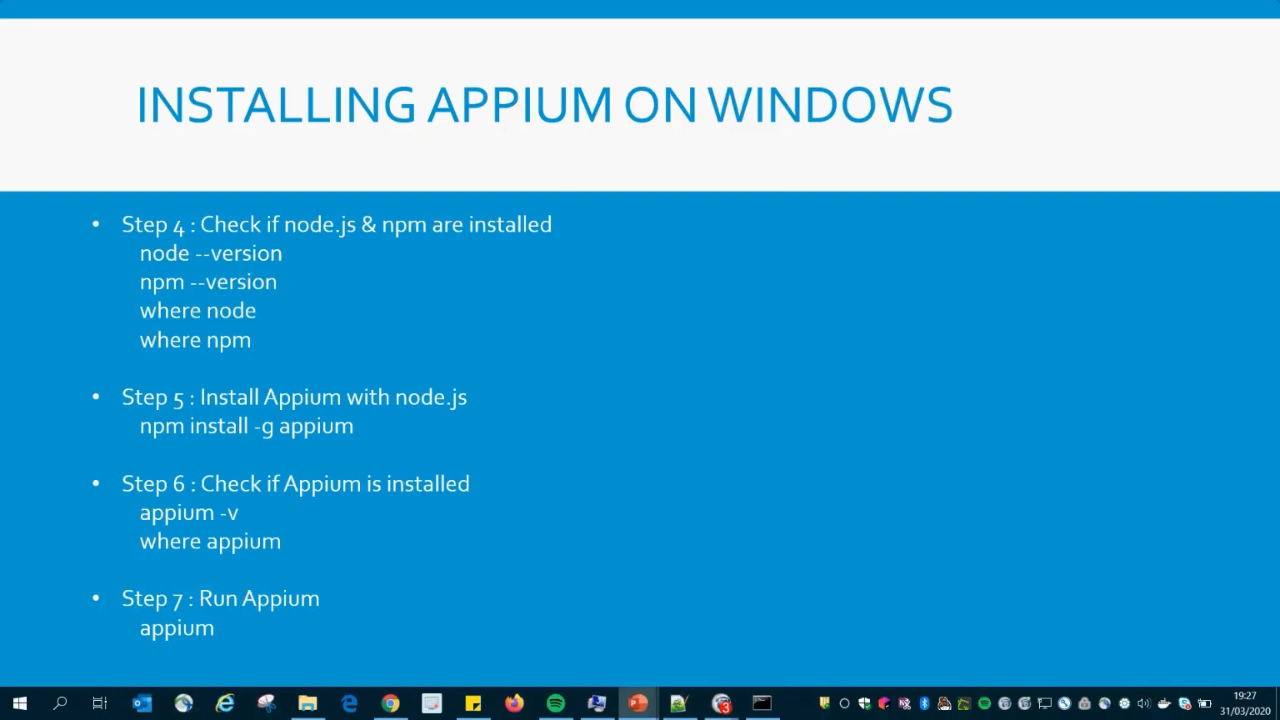 INSTALLING APPIUM ON WINDOWS
• Step 4 : Check if node.js & npm are installed
node --version
npm --version
where node
where npm
• Step 5 : Install Appium with node.js
npm install -g appium
• Step 6 : Check if Appium is installed
appium -v
where appium
• Step 7 : Run Appium
appium
3
19:27
31/03/2020